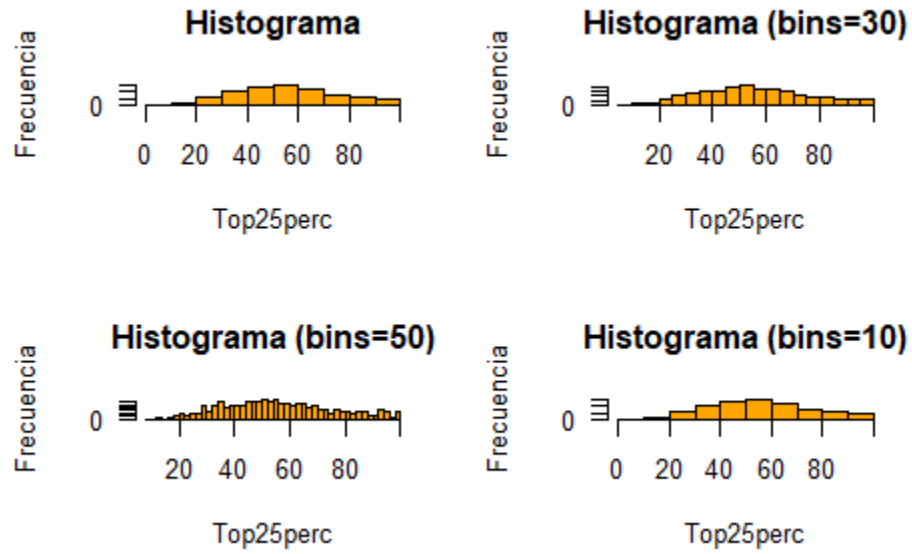 Histograma
Frecuencia
0
0 20 40 60 80
Top25perc
Histograma (bins=30)
Frecuencia
0
20 40 60 80
Top25perc
Histograma (bins=50)
Frecuencia
0
20 40 60 80
Top25perc
Histograma (bins=10)
Frecuencia
0
0 20 40 60 80
Top25perc